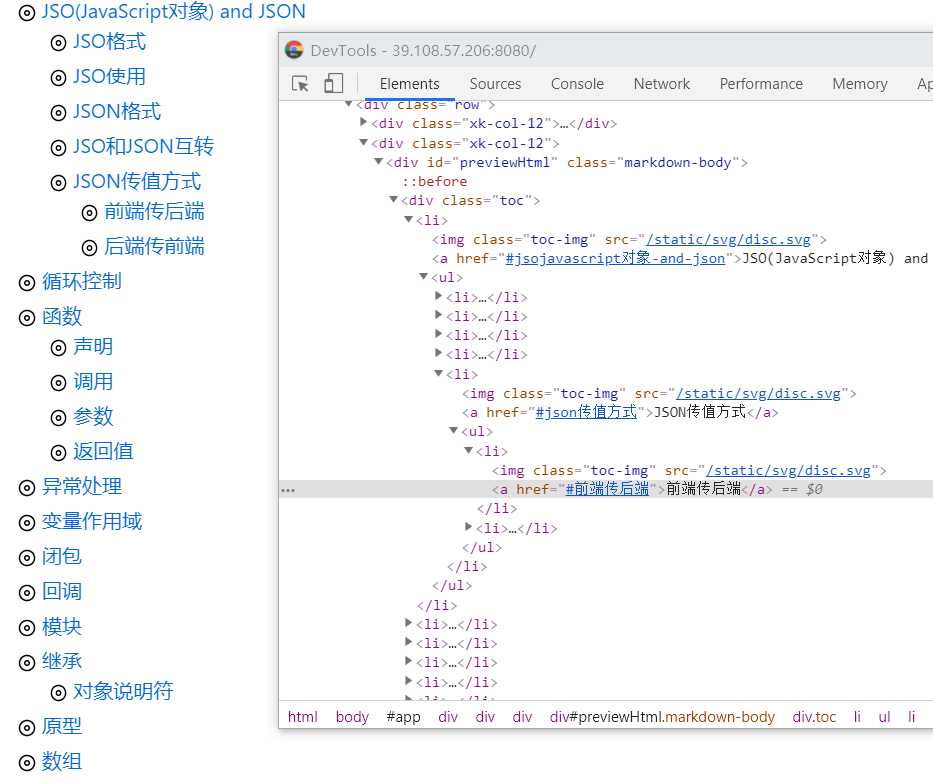 JSO(JavaScript对象) and JSON
JSO格式
JSO使用
JSON格式
JSO和JSON互转
JSON传值方式
前端传后端
后端传前端
循环控制
函数
声明
调用
参数
返回值
异常处理
变量作用域
闭包
回调
模块
继承
对象说明符
原型
数组
DevTools - 39.108.57.206:8080/
Elements Sources Console Network Performance Memory Ap
▼<div class="row">
▶<div class="xk-col-12">…</div>
▼<div class="xk-col-12">
▼<div id="previewHtml" class="markdown-body">
::before
▼<div class="toc">
▼<li>
<img class="toc-img" src="/static/svg/disc.svg">
<a href="#jsojavascript对象-and-json">JSO(JavaScript对象) and
▼<ul>
▶<li>…</li>
▶<li>…</li>
▶<li>…</li>
▶<li>…</li>
▼<li>
<img class="toc-img" src="/static/svg/disc.svg">
<a href="#json传值方式">JSON传值方式</a>
▼<ul>
▼<li>
<img class="toc-img" src="/static/svg/disc.svg">
… <a href="#前端传后端">前端传后端</a> == $0
</li>
▶<li>…</li>
</ul>
</li>
</ul>
</li>
▶<li>…</li>
▶<li>…</li>
▶<li>…</li>
▶<li>…</li>
▶<li>…</li>
html body #app div div div div#previewHtml.markdown-body div.toc li ul li